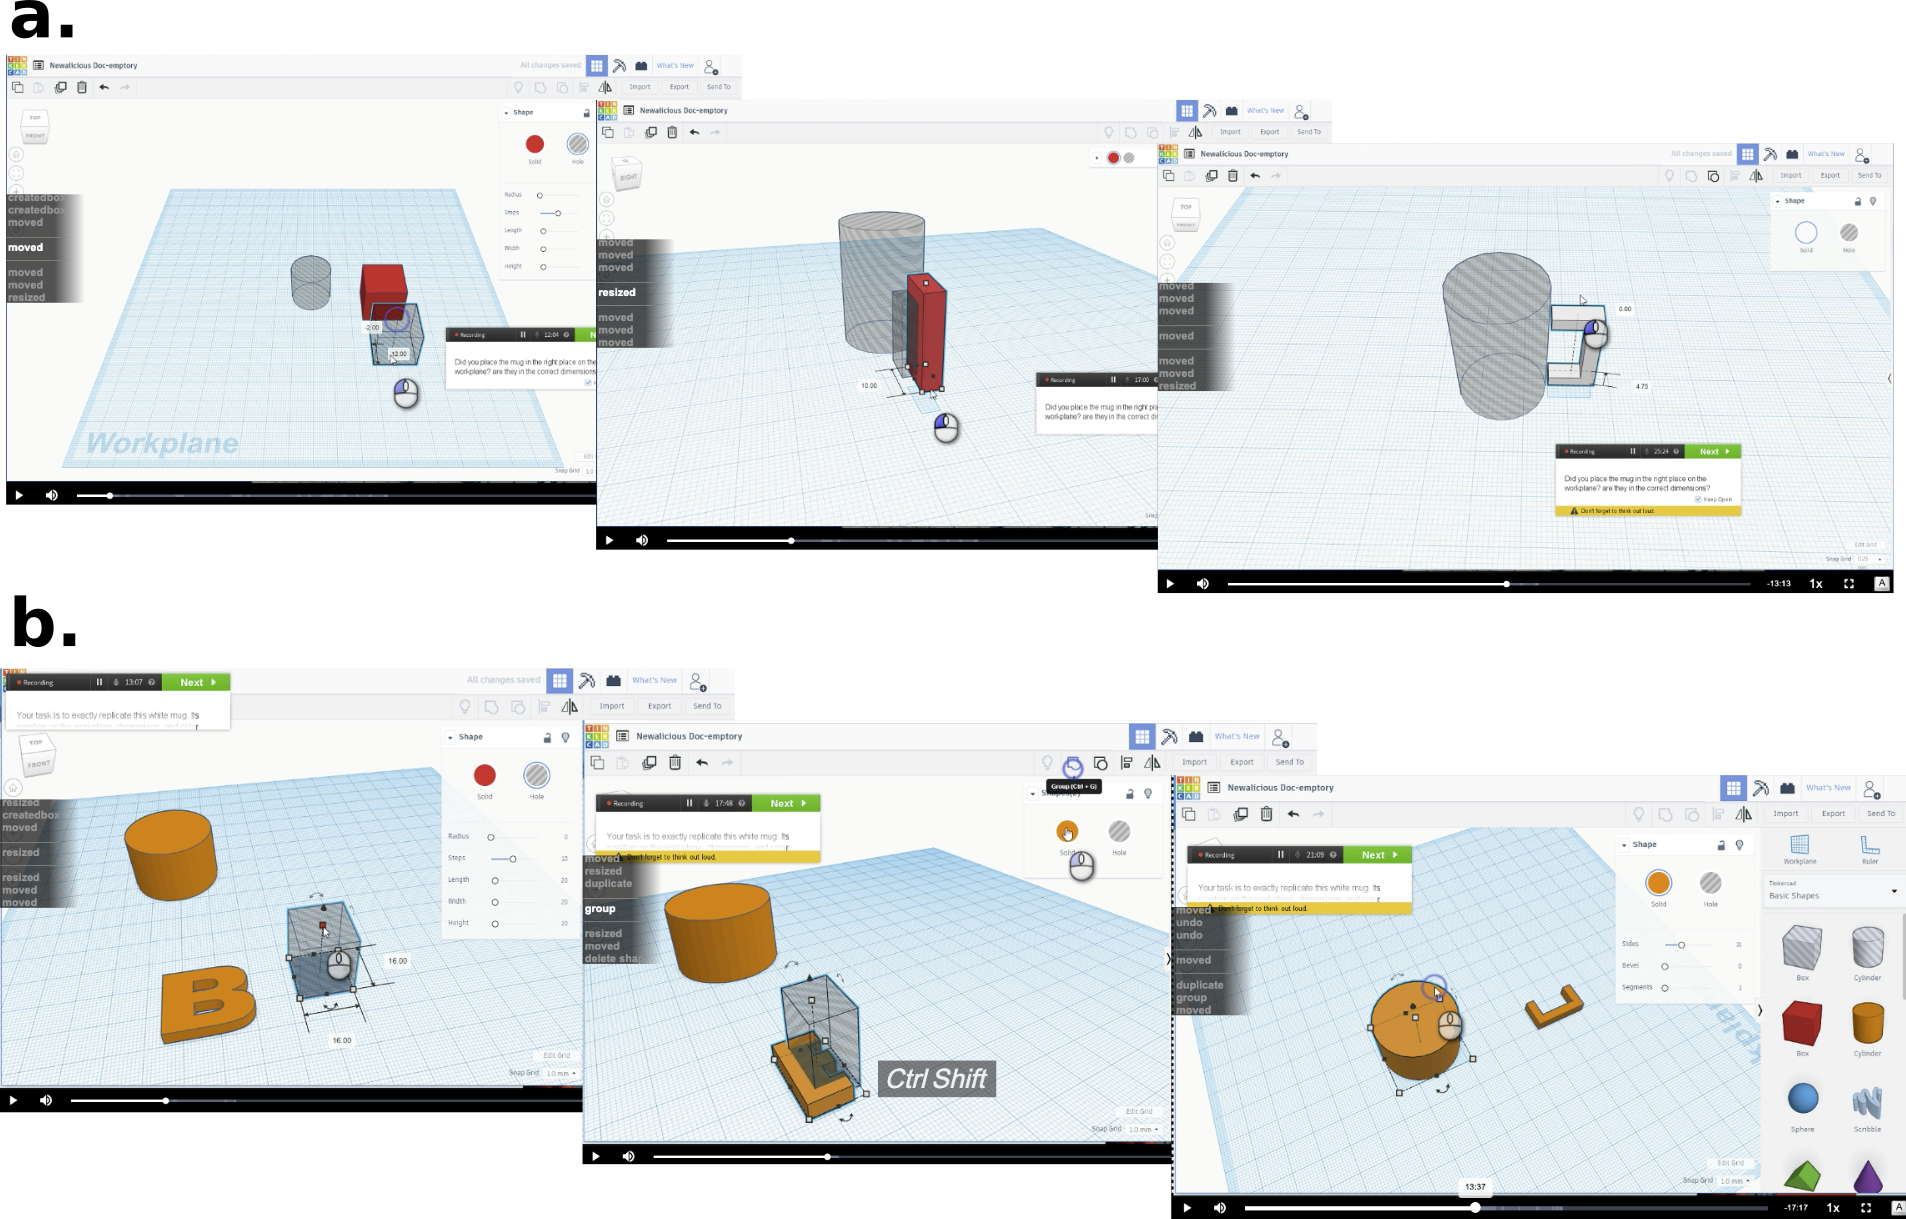 a.
Newalicious Doc-emptory
All changes saved
What's New
Import
Export
Send To
TOP
FRONT
Shape
Solid
Hole
Radius
Steps
Length
Width
Height
createdbox
createdbox
moved
moved
moved
moved
resized
-2.00
-12.00
Recording
12:04
Did you place the mug in the right place on the
workplane? are they in the correct dimensions
Workplane
Snap Grid
Newalicious Doc-emptory
What's New
Import
Export
Send To
RIGHT
moved
moved
moved
resized
moved
moved
moved
10.00
Recording
17:00
Did you place the mug in the right pla
workplane? are they in the correct di
Newalicious Doc-emptory
All changes saved
What's New
Import
Export
Send To
TOP
FRONT
Shape
Solid
Hole
moved
moved
moved
moved
moved
resized
0.00
4.75
Recording
25:24
Next
Did you place the mug in the right place on the
workplane? are they in the correct dimensions?
Keep Open
Don't forget to think out loud.
Edit Grid
Snap Grid 0.25
-13:13
1x
A
b.
Recording
13:07
Next
Your task is to exactly replicate this white mug. Its
All changes saved
What's New
Import
Export
Send To
TOP
FRONT
Shape
Solid
Hole
Radius 0
Steps 10
Length 20
Width 20
Height 20
resized
createdbox
moved
resized
resized
moved
moved
16.00
16.00
Edit Grid
Snap Grid 1.0 mm
Newalicious Doc-emptory
What's New
Import
Export
Send To
Group (Ctrl + G)
Recording
17:48
Next
Your task is to exactly replicate this white mug. Its
Don't forget to think out loud.
Solid
Hole
moved
resized
duplicate
group
resized
moved
delete shap
Ctrl Shift
Edit Grid
Snap Grid 1.0 mm
Newalicious Doc-emptory
What's New
Import
Export
Send To
Recording
21:09
Next
Your task is to exactly replicate this white mug. Its
Don't forget to think out loud.
Shape
Solid
Hole
Sides
Bevel 0
Segments 1
Workplane
Ruler
Tinkercad
Basic Shapes
Box
Cylinder
Box
Cylinder
Sphere
Scribble
moved
undo
undo
moved
duplicate
group
moved
Edit Grid
Snap Grid 1.0 mm
13:37
-17:17
1x
A